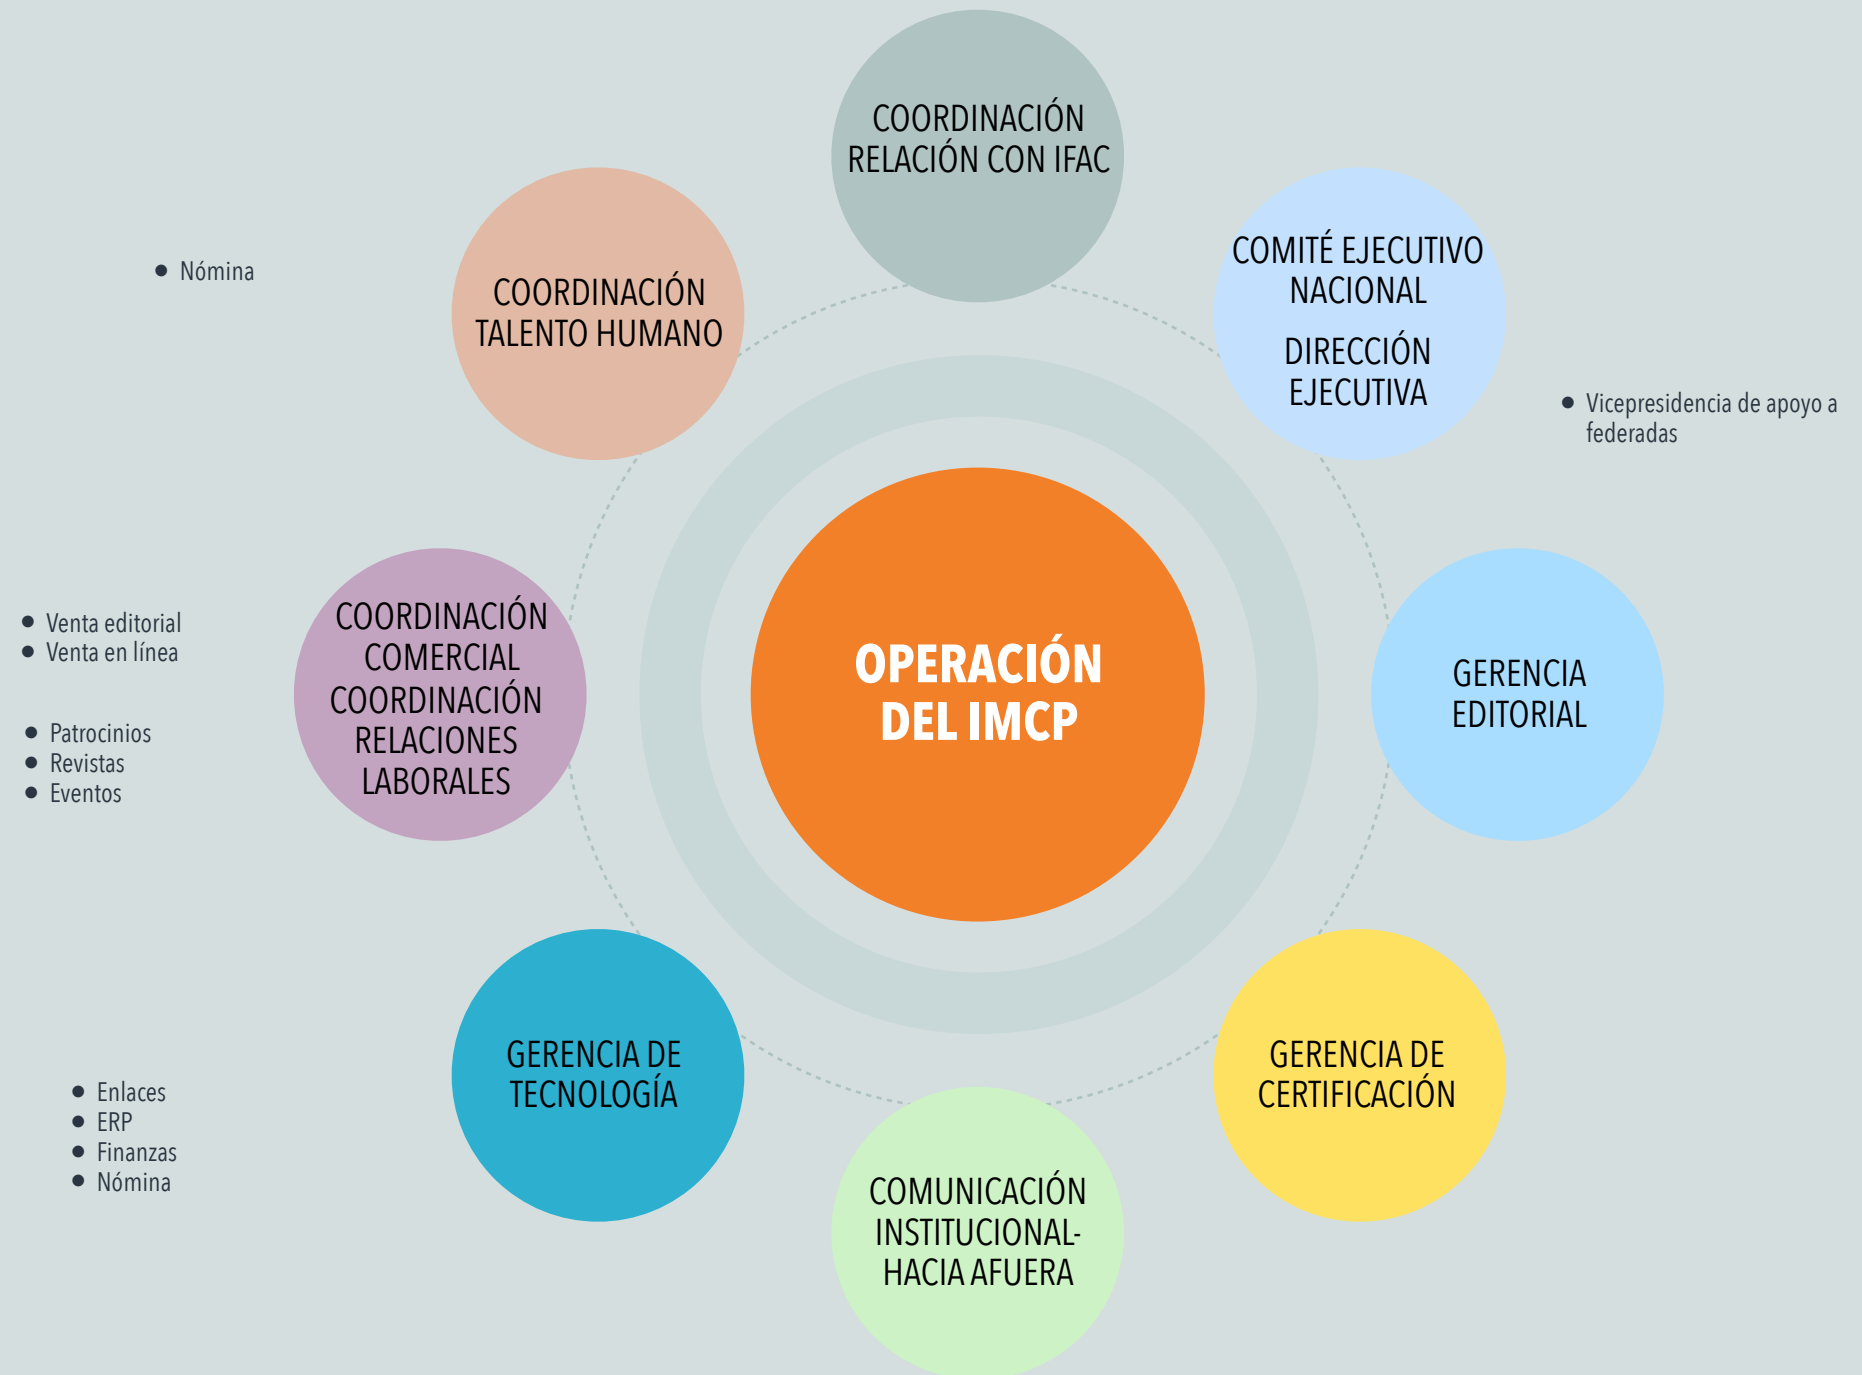 COORDINACIÓN
RELACIÓN CON IFAC
COMITÉ EJECUTIVO
NACIONAL
DIRECCIÓN
EJECUTIVA
● Vicepresidencia de apoyo a
federadas
GERENCIA
EDITORIAL
GERENCIA DE
CERTIFICACIÓN
COMUNICACIÓN
INSTITUCIONAL-
HACIA AFUERA
GERENCIA DE
TECNOLOGÍA
● Enlaces
● ERP
● Finanzas
● Nómina
COORDINACIÓN
COMERCIAL
COORDINACIÓN
RELACIONES
LABORALES
● Venta editorial
● Venta en línea
● Patrocinios
● Revistas
● Eventos
COORDINACIÓN
TALENTO HUMANO
● Nómina
OPERACIÓN
DEL IMCP